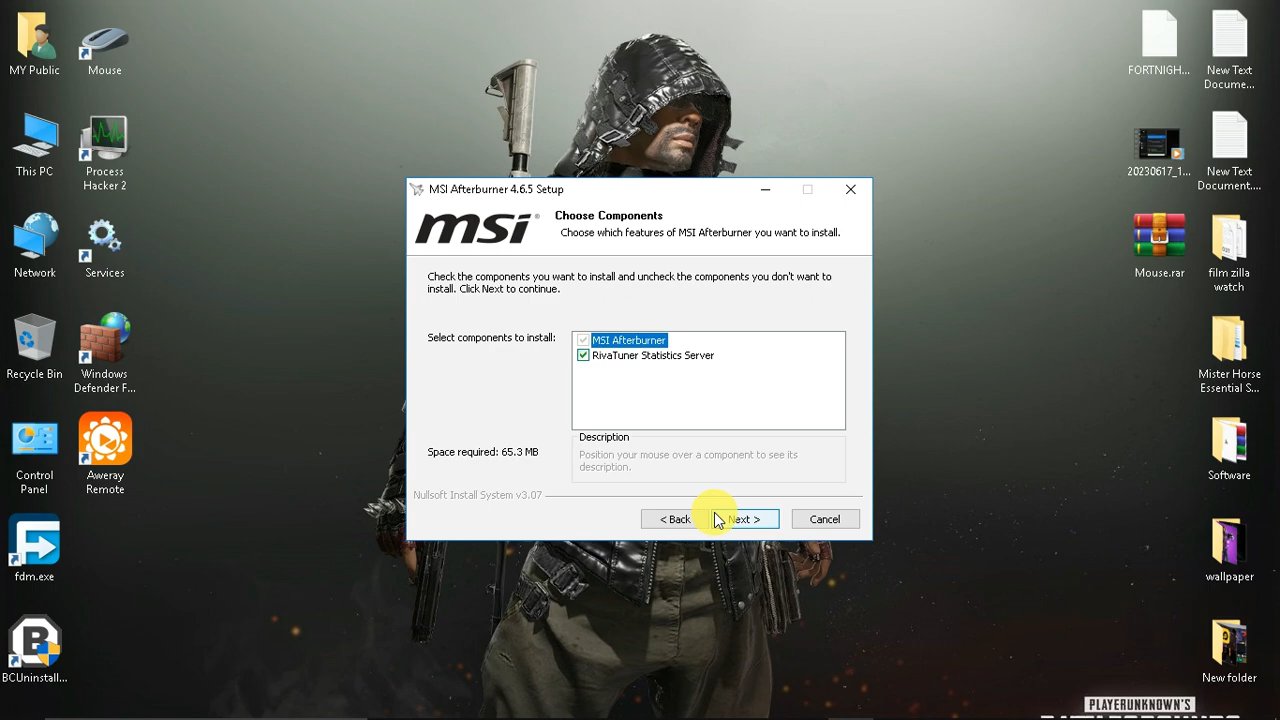 MY Public
Mouse
This PC
Process
Hacker 2
Network
Services
Recycle Bin
Windows
Defender F...
Control
Panel
Aweray
Remote
fdm.exe
BCUninstall...
MSI Afterburner 4.6.5 Setup
msi
Choose Components
Choose which features of MSI Afterburner you want to install.
Check the components you want to install and uncheck the components you don't want to
install. Click Next to continue.
Select components to install:
MSI Afterburner
RivaTuner Statistics Server
Space required: 65.3 MB
Description
Position your mouse over a component to see its
description.
Nullsoft Install System v3.07
< Back
Next >
Cancel
FORTNIGH...
New Text
Docume...
20230617_1...
New Text
Document....
Mouse.rar
film zilla
watch
Mister Horse
Essential S...
Software
wallpaper
New folder
PLAYERUNKNOWN'S